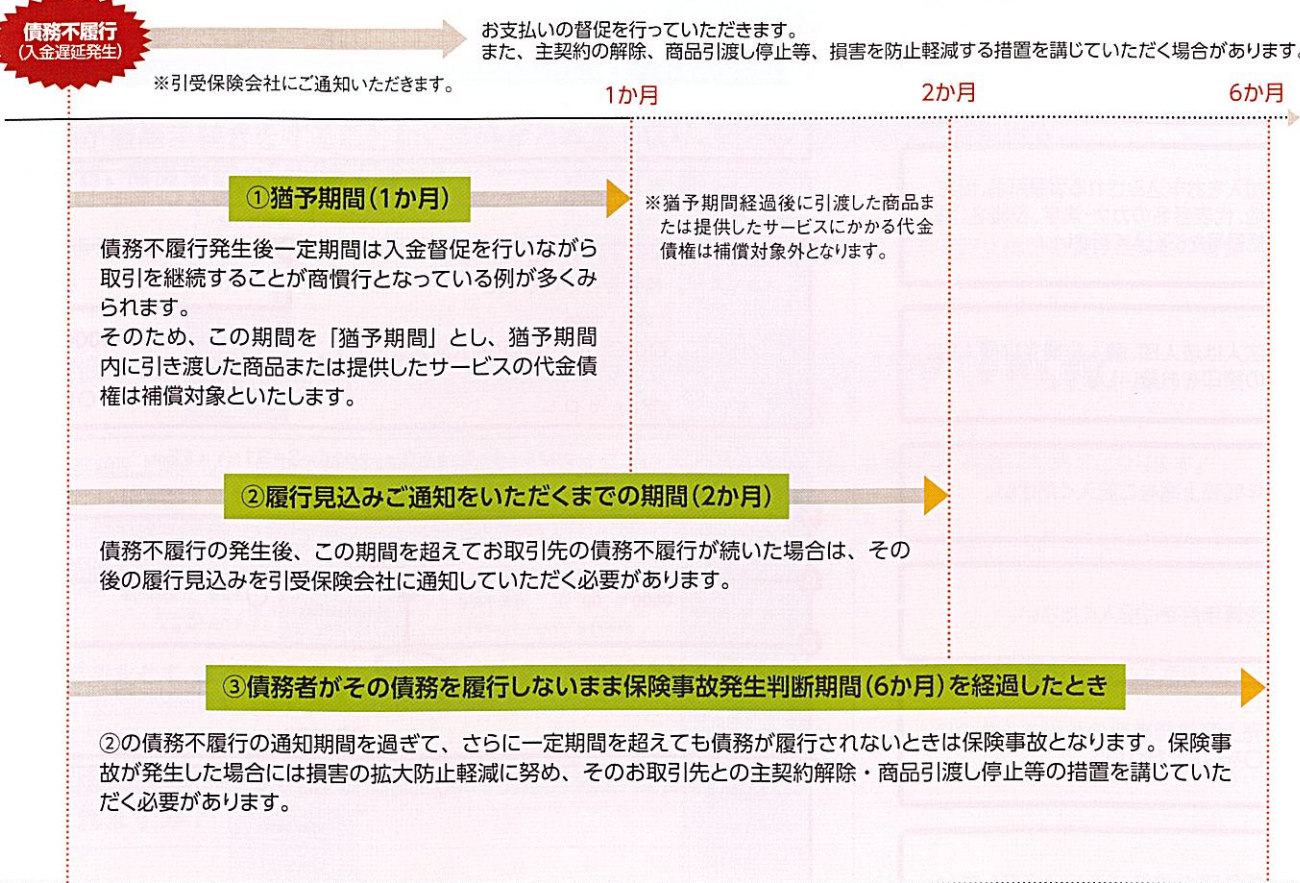 債務不履行
(入金遅延発生)
お支払いの督促を行っていただきます。
また、主契約の解除、商品引渡し停止等、損害を防止軽減する措置を講じていただく場合があります。
※引受保険会社にご通知いただきます。
1か月
2か月
6か月
①猶予期間(1か月)
※猶予期間経過後に引渡した商品ま
たは提供したサービスにかかる代金
債権は補償対象外となります。
債務不履行発生後一定期間は入金督促を行いながら
取引を継続することが商慣行となっている例が多くみ
られます。
そのため、この期間を「猶予期間」とし、猶予期間
内に引き渡した商品または提供したサービスの代金債
権は補償対象といたします。
②履行見込みご通知をいただくまでの期間(2か月)
債務不履行の発生後、この期間を超えてお取引先の債務不履行が続いた場合は、その
後の履行見込みを引受保険会社に通知していただく必要があります。
③債務者がその債務を履行しないまま保険事故発生判断期間(6か月)を経過したとき
②の債務不履行の通知期間を過ぎて、さらに一定期間を超えても債務が履行されないときは保険事故となります。保険事
故が発生した場合には損害の拡大防止軽減に努め、そのお取引先との主契約解除・商品引渡し停止等の措置を講じていた
だく必要があります。